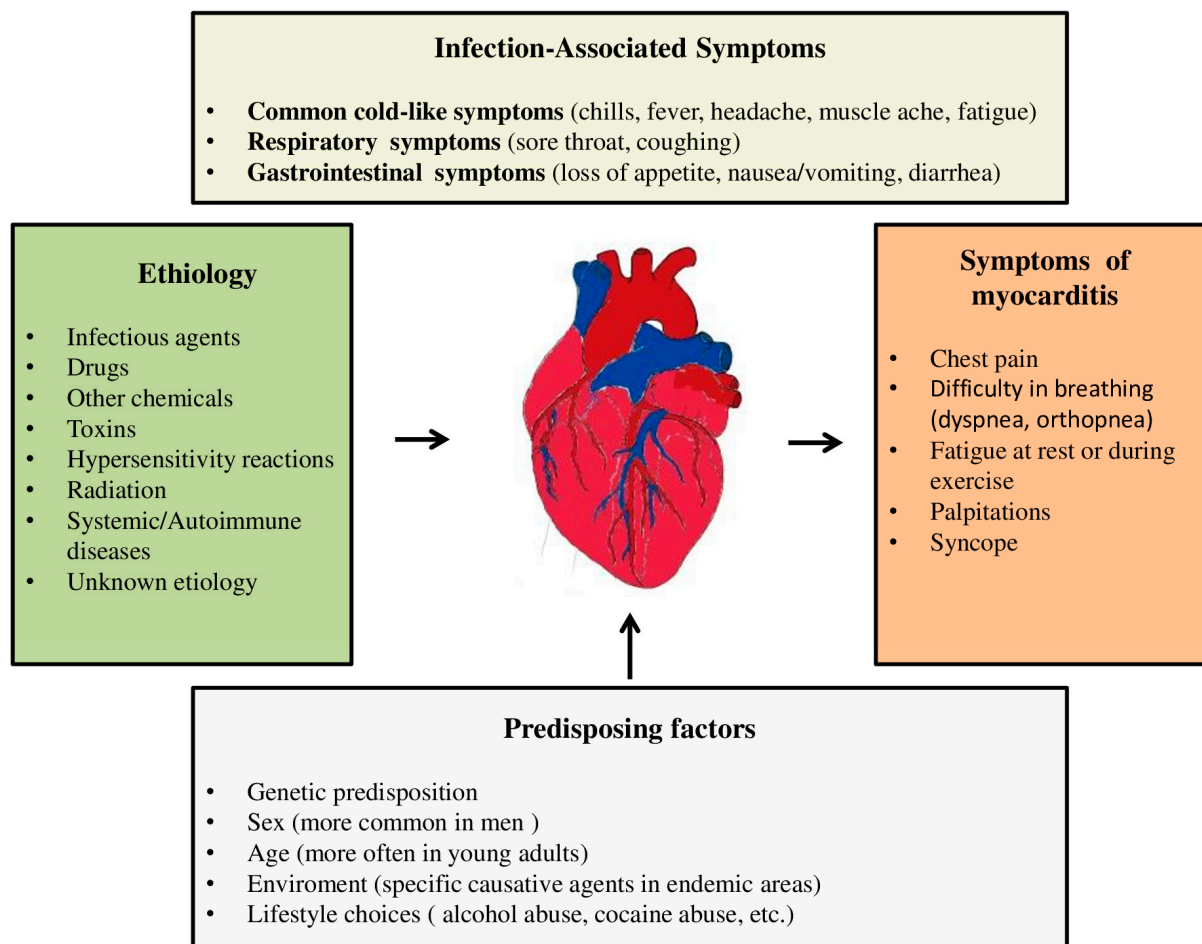 Infection-Associated Symptoms
• Common cold-like symptoms (chills, fever, headache, muscle ache, fatigue)
• Respiratory symptoms (sore throat, coughing)
• Gastrointestinal symptoms (loss of appetite, nausea/vomiting, diarrhea)
Ethiology
• Infectious agents
• Drugs
• Other chemicals
• Toxins
• Hypersensitivity reactions
• Radiation
• Systemic/Autoimmune
diseases
• Unknown etiology
Symptoms of
myocarditis
• Chest pain
• Difficulty in breathing
(dyspnea, orthopnea)
• Fatigue at rest or during
exercise
• Palpitations
• Syncope
Predisposing factors
• Genetic predisposition
• Sex (more common in men )
• Age (more often in young adults)
• Enviroment (specific causative agents in endemic areas)
• Lifestyle choices ( alcohol abuse, cocaine abuse, etc.)